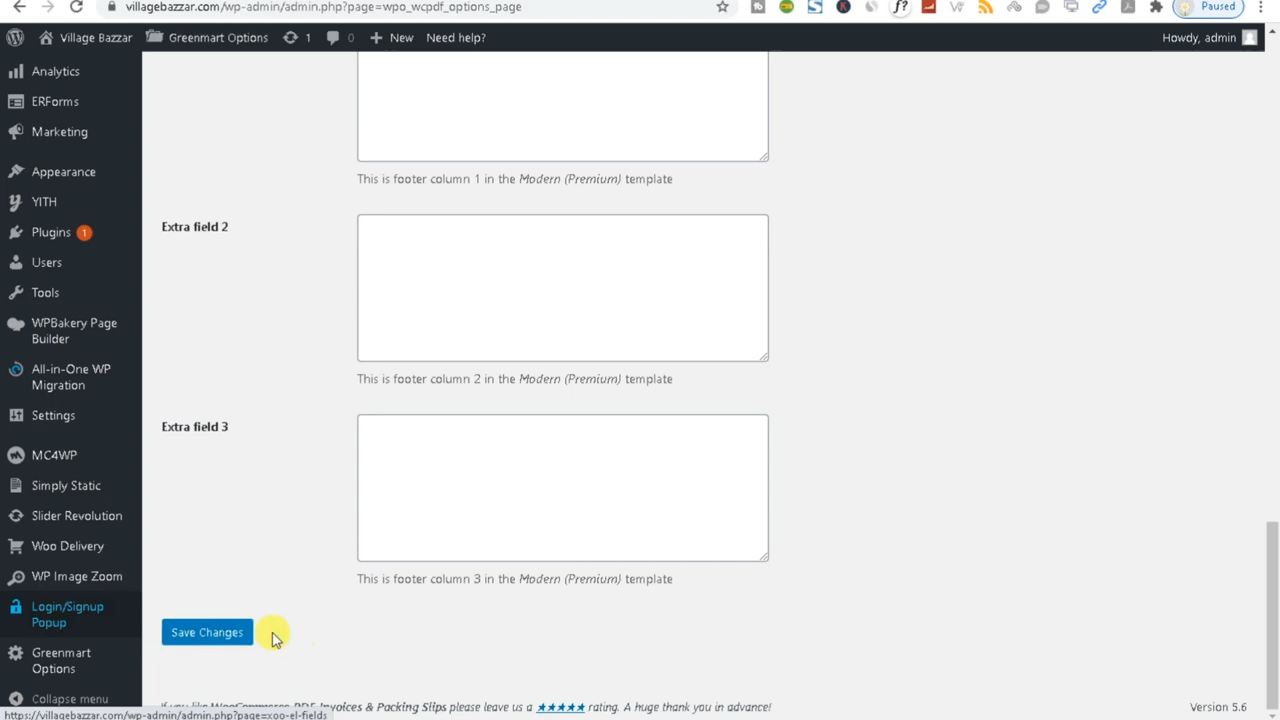 villagebazzar.com/wp-admin/admin.php?page=wpo_wcpdf_options_page
Paused
Village Bazzar
Greenmart Options
1
0
New
Need help?
Howdy, admin
Analytics
ERForms
Marketing
Appearance
YITH
Plugins 1
Users
Tools
WPBakery Page
Builder
All-in-One WP
Migration
Settings
MC4WP
Simply Static
Slider Revolution
Woo Delivery
WP Image Zoom
Login/Signup
Popup
Greenmart
Options
Collapse menu
This is footer column 1 in the Modern (Premium) template
Extra field 2
This is footer column 2 in the Modern (Premium) template
Extra field 3
This is footer column 3 in the Modern (Premium) template
Save Changes
If you like WooCommerce PDF Invoices & Packing Slips please leave us a ★★★★★ rating. A huge thank you in advance!
Version 5.6
https://villagebazzar.com/wp-admin/admin.php?page=xoo-el-fields